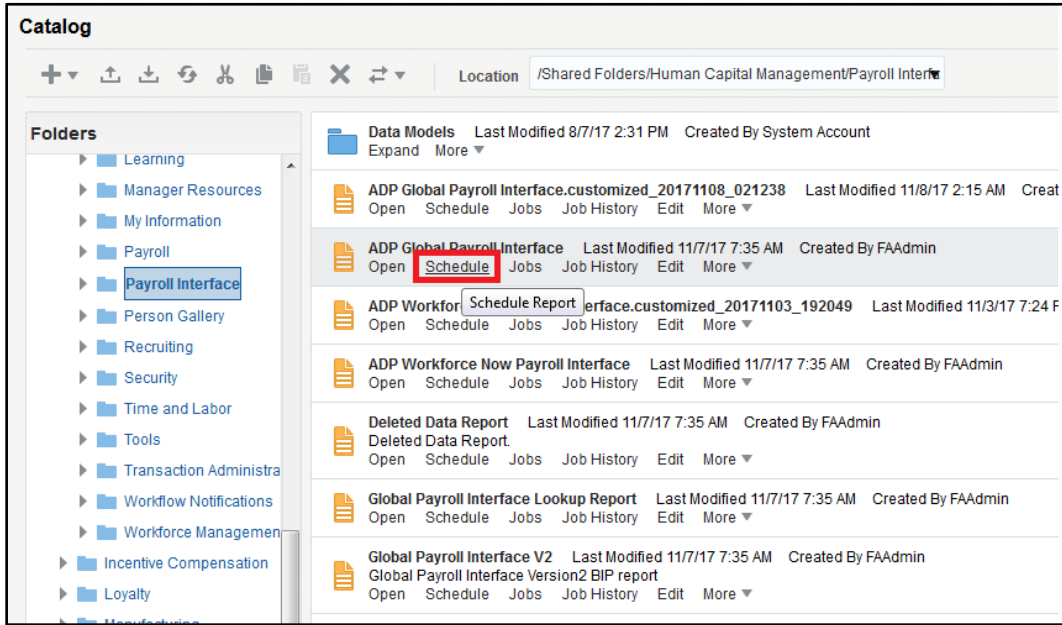 Catalog
Location /Shared Folders/Human Capital Management/Payroll Interfa
Folders
Learning
Manager Resources
My Information
Payroll
Payroll Interface
Person Gallery
Recruiting
Security
Time and Labor
Tools
Transaction Administra
Workflow Notifications
Workforce Managemen
Incentive Compensation
Loyalty
Manufacturing
Data Models Last Modified 8/7/17 2:31 PM Created By System Account
Expand More
ADP Global Payroll Interface.customized_20171108_021238 Last Modified 11/8/17 2:15 AM Creat
Open Schedule Jobs Job History Edit More
ADP Global Payroll Interface Last Modified 11/7/17 7:35 AM Created By FAAdmin
Open Schedule Jobs Job History Edit More
Schedule Report
ADP Workfor erface.customized_20171103_192049 Last Modified 11/3/17 7:24 P
Open Schedule Jobs Job History Edit More
ADP Workforce Now Payroll Interface Last Modified 11/7/17 7:35 AM Created By FAAdmin
Open Schedule Jobs Job History Edit More
Deleted Data Report Last Modified 11/7/17 7:35 AM Created By FAAdmin
Deleted Data Report.
Open Schedule Jobs Job History Edit More
Global Payroll Interface Lookup Report Last Modified 11/7/17 7:35 AM Created By FAAdmin
Open Schedule Jobs Job History Edit More
Global Payroll Interface V2 Last Modified 11/7/17 7:35 AM Created By FAAdmin
Global Payroll Interface Version2 BIP report
Open Schedule Jobs Job History Edit More